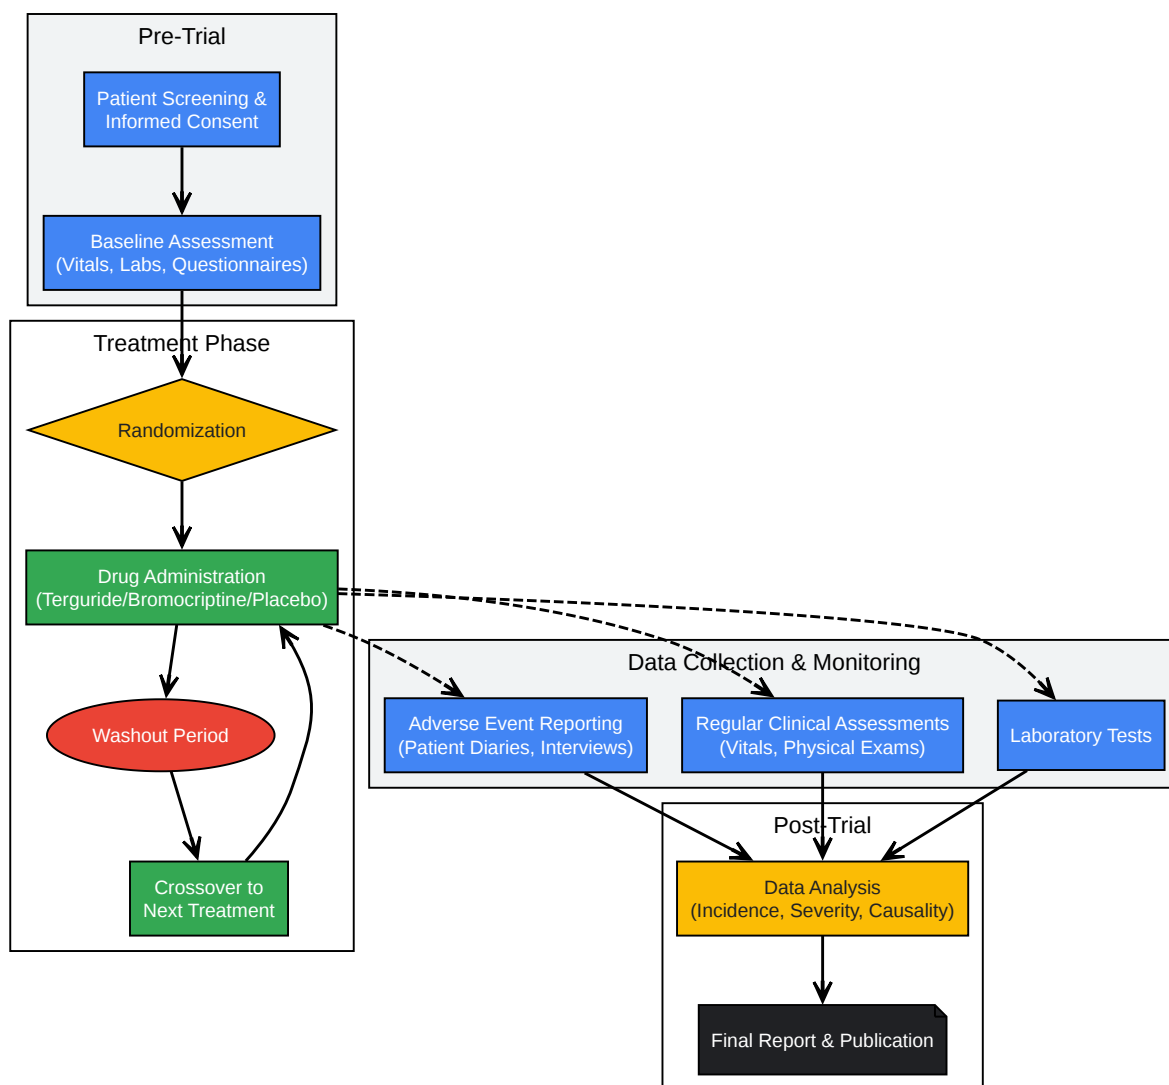 Pre-Trial
Patient Screening &
Informed Consent
Baseline Assessment
(Vitals, Labs, Questionnaires)
Treatment Phase
Randomization
Drug Administration
(Terguride/Bromocriptine/Placebo)
Washout Period
Crossover to
Next Treatment
Data Collection & Monitoring
Adverse Event Reporting
(Patient Diaries, Interviews)
Regular Clinical Assessments
(Vitals, Physical Exams)
Laboratory Tests
Post-Trial
Data Analysis
(Incidence, Severity, Causality)
Final Report & Publication